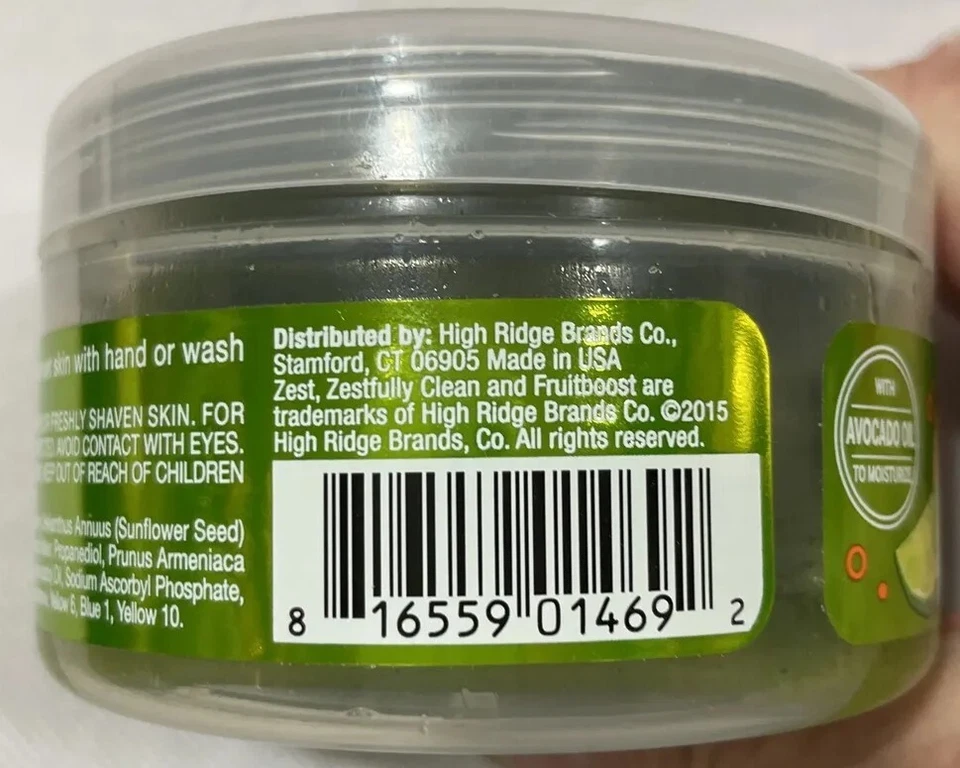 skin with hand or wash
FRESHLY SHAVEN SKIN. FOR
AVOID CONTACT WITH EYES.
KEEP OUT OF REACH OF CHILDREN
Annuus (Sunflower Seed)
Propanediol, Prunus Armeniaca
Sodium Ascorbyl Phosphate,
Yellow 6, Blue 1, Yellow 10.
Distributed by: High Ridge Brands Co.,
Stamford, CT 06905 Made in USA
Zest, Zestfully Clean and Fruitboost are
trademarks of High Ridge Brands Co. ©2015
High Ridge Brands, Co. All rights reserved.
8 16559 01469 2
WITH
AVOCADO OIL
TO MOISTURIZE